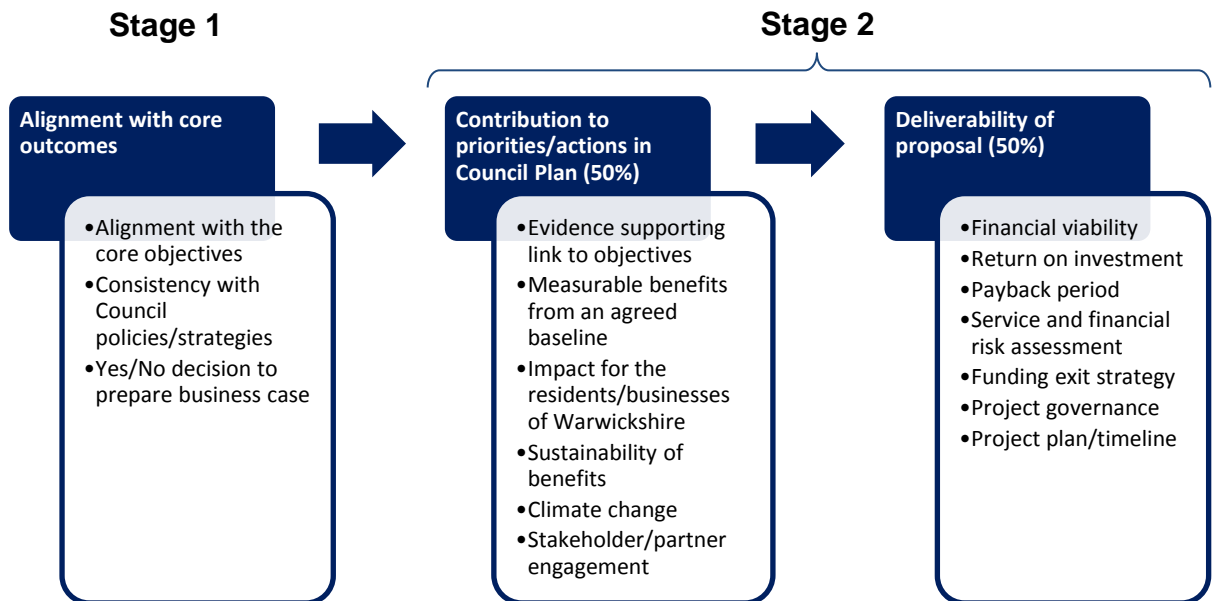 Stage 1
Stage 2
Alignment with core
outcomes
•Alignment with the
core objectives
•Consistency with
Council
policies/strategies
•Yes/No decision to
prepare business case
Contribution to
priorities/actions in
Council Plan (50%)
•Evidence supporting
link to objectives
•Measurable benefits
from an agreed
baseline
•Impact for the
residents/businesses
of Warwickshire
•Sustainability of
benefits
•Climate change
•Stakeholder/partner
engagement
Deliverability of
proposal (50%)
•Financial viability
•Return on investment
•Payback period
•Service and financial
risk assessment
•Funding exit strategy
•Project governance
•Project plan/timeline